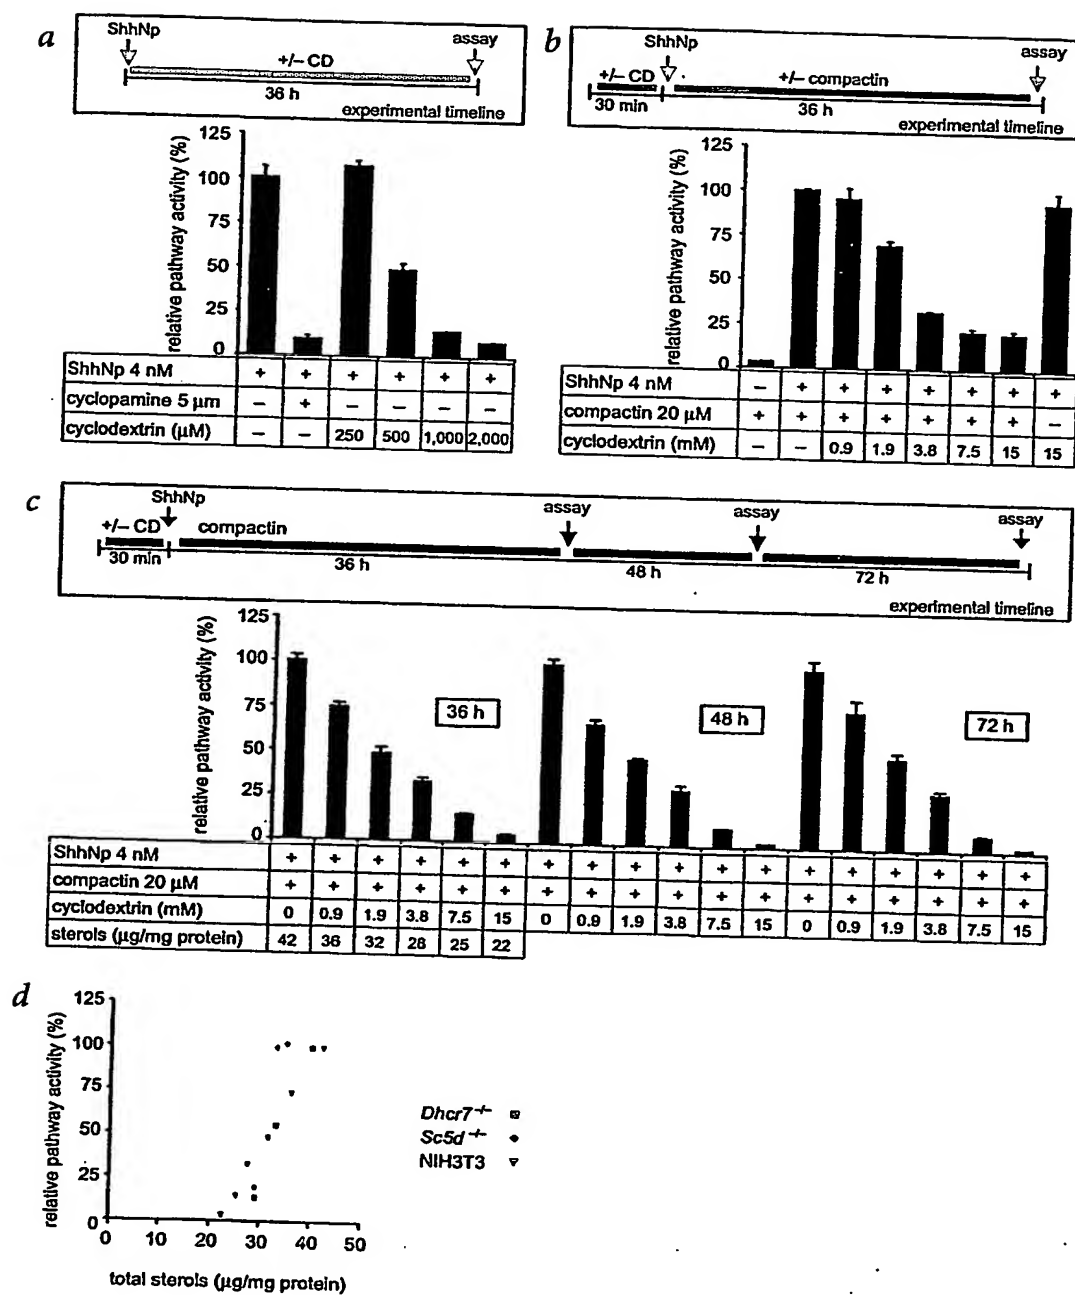 a
ShhNp
assay
+/– CD
36 h
experimental timeline
relative pathway activity (%)
125
100
75
50
25
0
ShhNp 4 nM + + + + + +
cyclopamine 5 μm – + – – – –
cyclodextrin (μM) – – 250 500 1,000 2,000
b
ShhNp
assay
+/– CD
+/– compactin
30 min
36 h
experimental timeline
relative pathway activity (%)
125
100
75
50
25
0
ShhNp 4 nM – + + + + + + +
compactin 20 μM + + + + + + + –
cyclodextrin (mM) – – 0.9 1.9 3.8 7.5 15 15
c
ShhNp
assay
assay
assay
+/– CD
compactin
30 min
36 h
48 h
72 h
experimental timeline
relative pathway activity (%)
125
100
75
50
25
0
36 h
48 h
72 h
ShhNp 4 nM + + + + + + + + + + + + + + + + + +
compactin 20 μM + + + + + + + + + + + + + + + + + +
cyclodextrin (mM) 0 0.9 1.9 3.8 7.5 15 0 0.9 1.9 3.8 7.5 15 0 0.9 1.9 3.8 7.5 15
sterols (μg/mg protein) 42 36 32 28 25 22
d
relative pathway activity (%)
125
100
75
50
25
0
0 10 20 30 40 50
total sterols (μg/mg protein)
Dhcr7 -/-
Sc5d -/-
NIH3T3